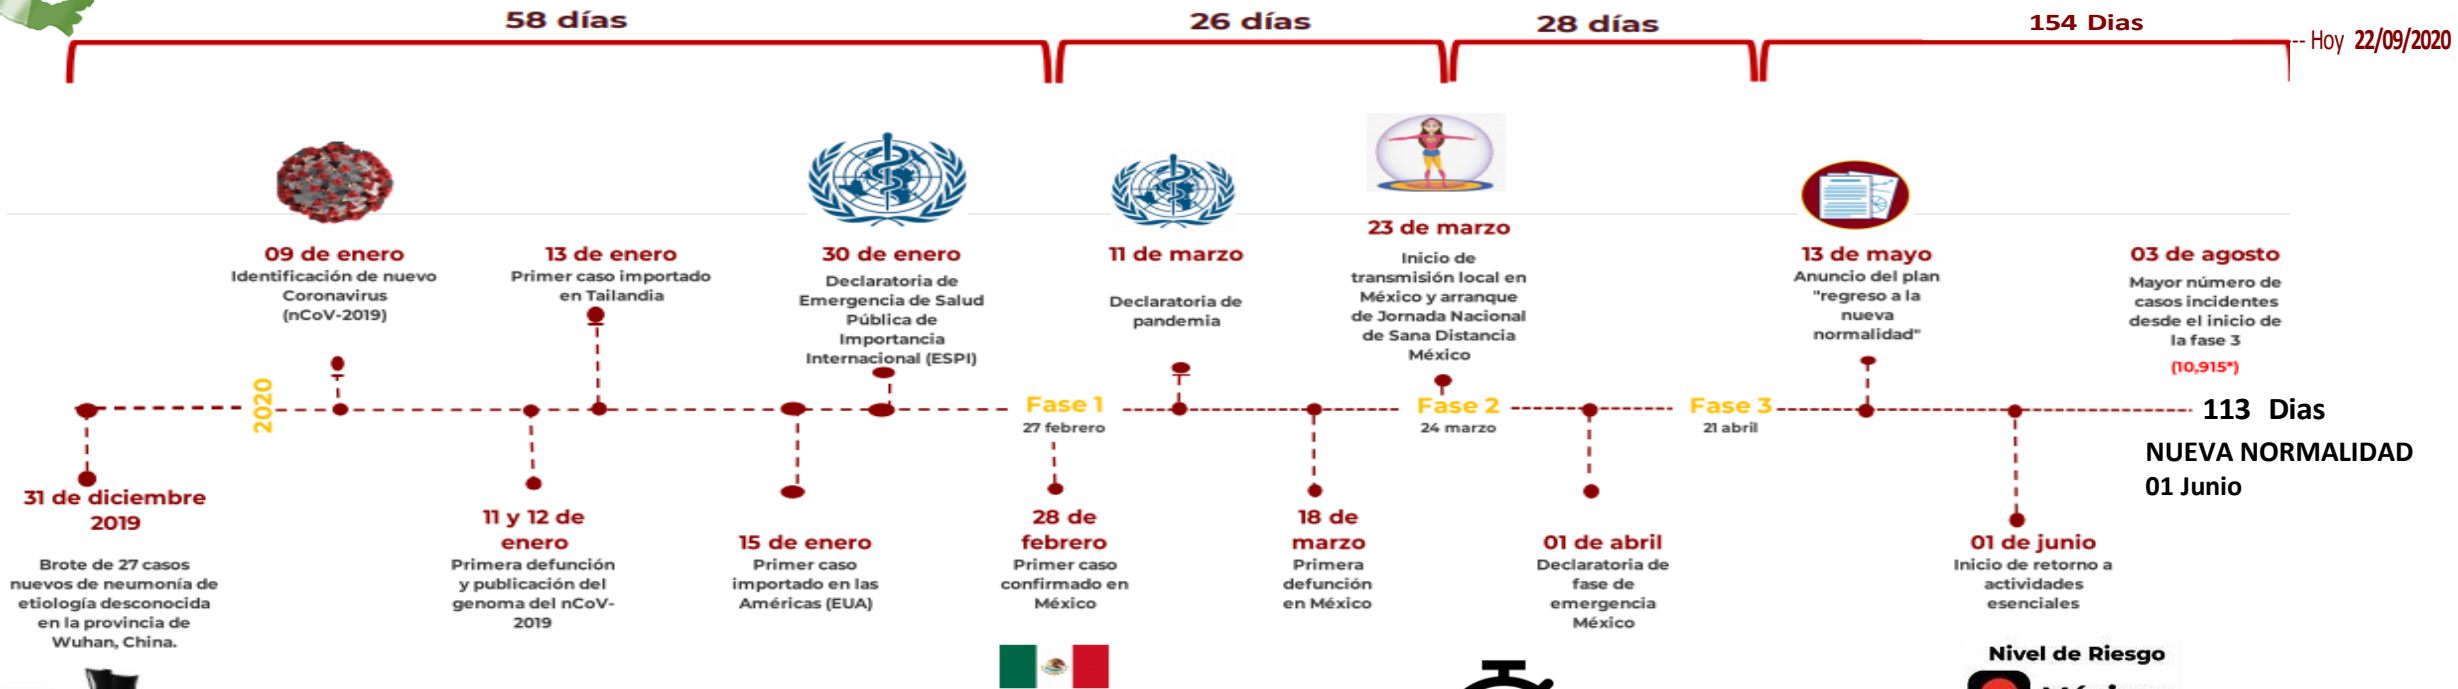 58 días
26 días
28 días
154 Dias
-- Hoy 22/09/2020
09 de enero
Identificación de nuevo
Coronavirus
(nCoV-2019)
13 de enero
Primer caso importado
en Tailandia
30 de enero
Declaratoria de
Emergencia de Salud
Pública de
Importancia
Internacional (ESPI)
11 de marzo
Declaratoria de
pandemia
23 de marzo
Inicio de
transmisión local en
México y arranque
de Jornada Nacional
de Sana Distancia
México
13 de mayo
Anuncio del plan
"regreso a la
nueva
normalidad"
03 de agosto
Mayor número de
casos incidentes
desde el inicio de
la fase 3
(10,915*)
2020
Fase 1
27 febrero
Fase 2
24 marzo
Fase 3
21 abril
113 Dias
NUEVA NORMALIDAD
01 Junio
31 de diciembre
2019
Brote de 27 casos
nuevos de neumonía de
etiología desconocida
en la provincia de
Wuhan, China.
11 y 12 de
enero
Primera defunción
y publicación del
genoma del nCoV-
2019
15 de enero
Primer caso
importado en las
Américas (EUA)
28 de
febrero
Primer caso
confirmado en
México
18 de
marzo
Primera
defunción
en México
01 de abril
Declaratoria de
fase de
emergencia
México
01 de junio
Inicio de retorno a
actividades
esenciales
Nivel de Riesgo